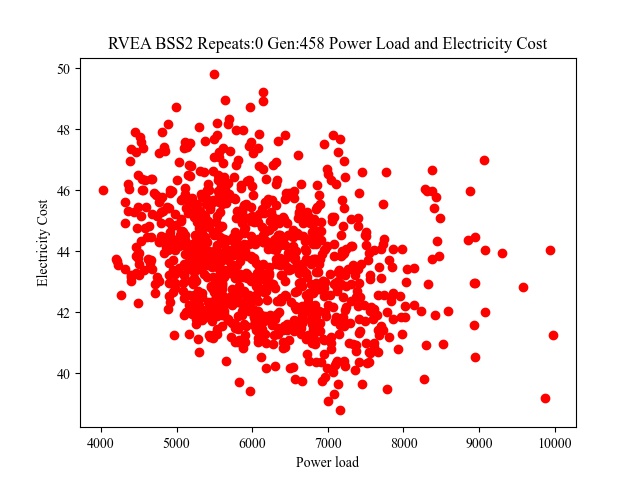 RVEA BSS2 Repeats:0 Gen:458 Power Load and Electricity Cost
50
48
46
44
42
40
Electricity Cost
4000 5000 6000 7000 8000 9000 10000
Power load